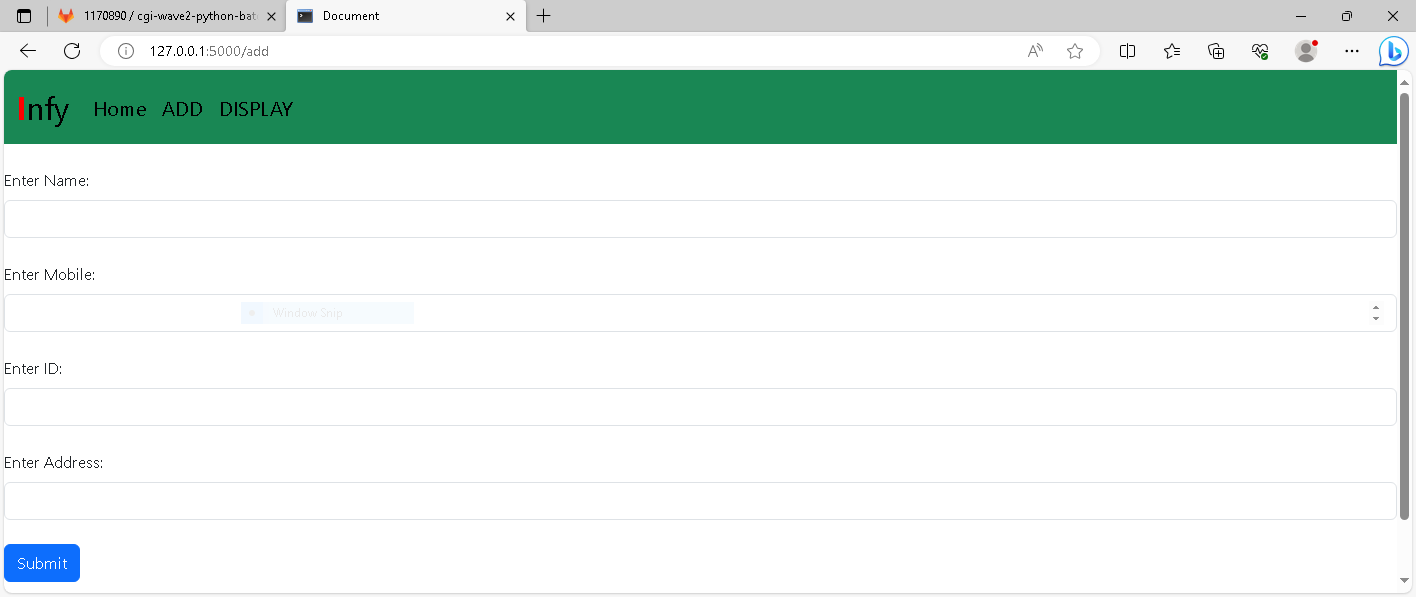 1170890 / cgi-wave2-python-bat
Document
127.0.0.1:5000/add
Infy Home ADD DISPLAY
Enter Name:
Enter Mobile:
Window Snip
Enter ID:
Enter Address:
Submit